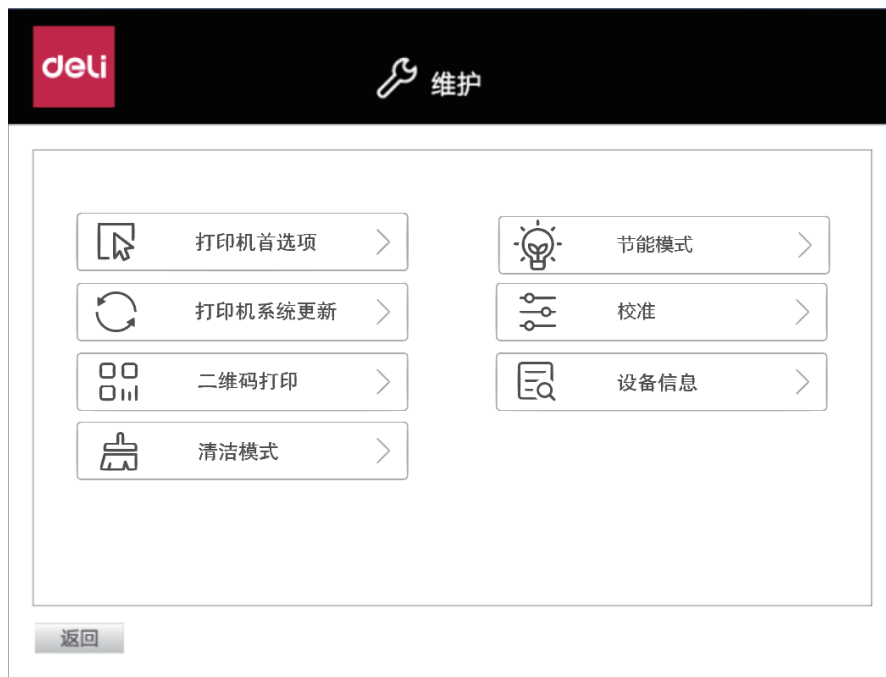 deli
维护
打印机首选项
打印机系统更新
二维码打印
清洁模式
节能模式
校准
设备信息
返回